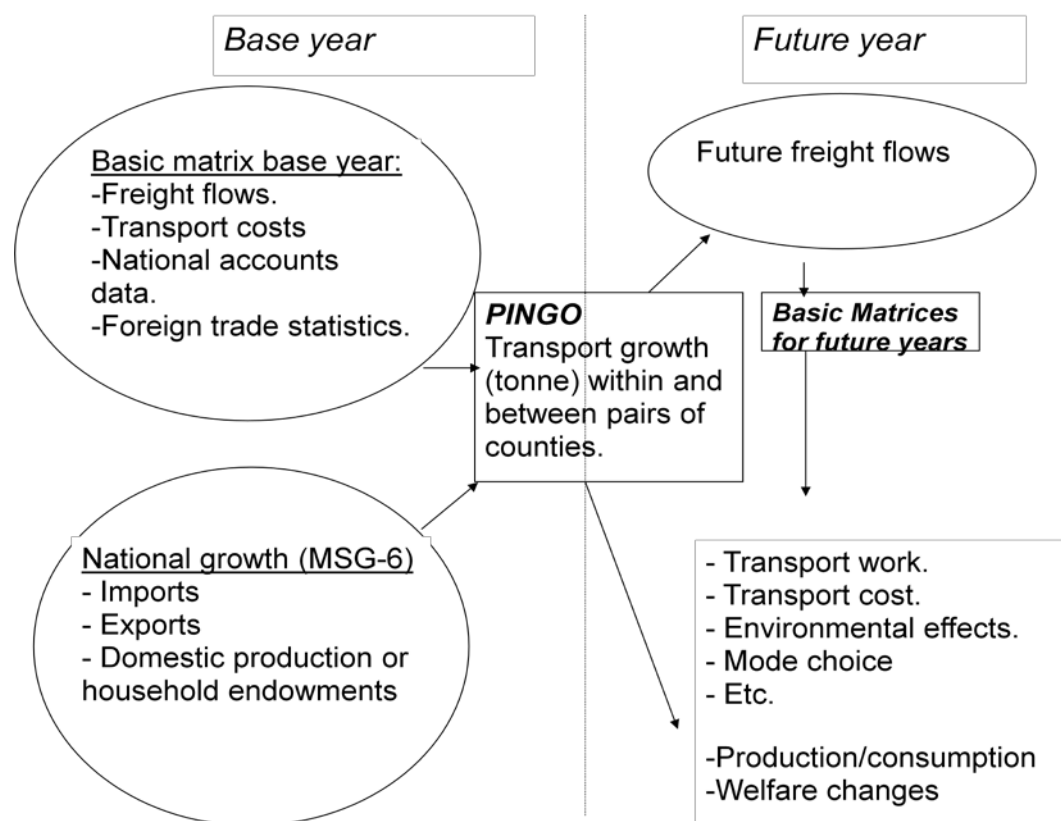 Base year
Future year
Basic matrix base year:
-Freight flows.
-Transport costs
-National accounts
data.
-Foreign trade statistics.
Future freight flows
PINGO
Transport growth
(tonne) within and
between pairs of
counties.
Basic Matrices
for future years
National growth (MSG-6)
- Imports
- Exports
- Domestic production or
household endowments
- Transport work.
- Transport cost.
- Environmental effects.
- Mode choice
- Etc.
-Production/consumption
-Welfare changes